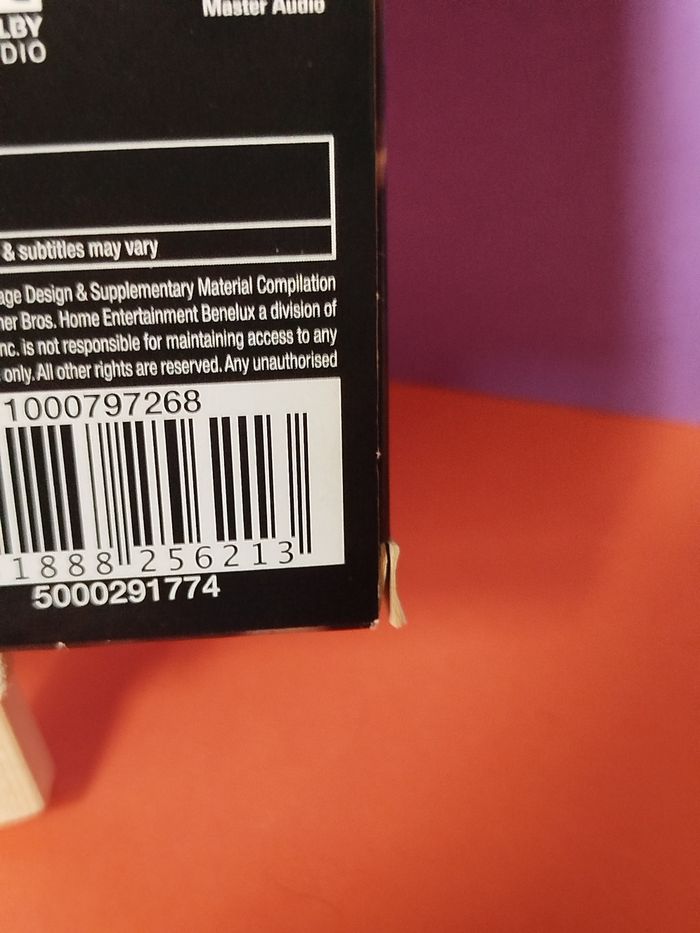 Master Audio
LBY
DIO
& subtitles may vary
age Design & Supplementary Material Compilation
ner Bros. Home Entertainment Benelux a division of
nc. is not responsible for maintaining access to any
only. All other rights are reserved. Any unauthorised
1000797268
1888 256213
5000291774